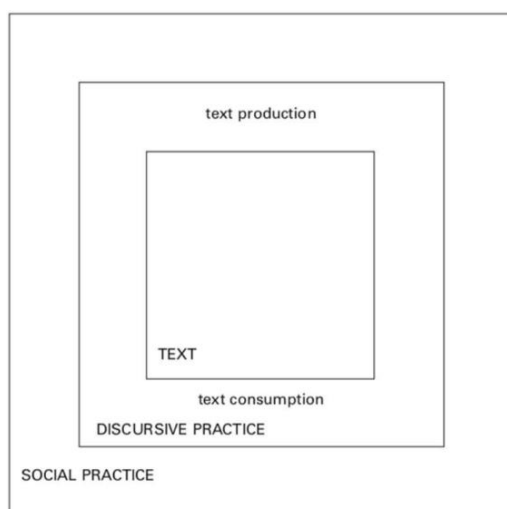 text production
TEXT
text consumption
DISCURSIVE PRACTICE
SOCIAL PRACTICE